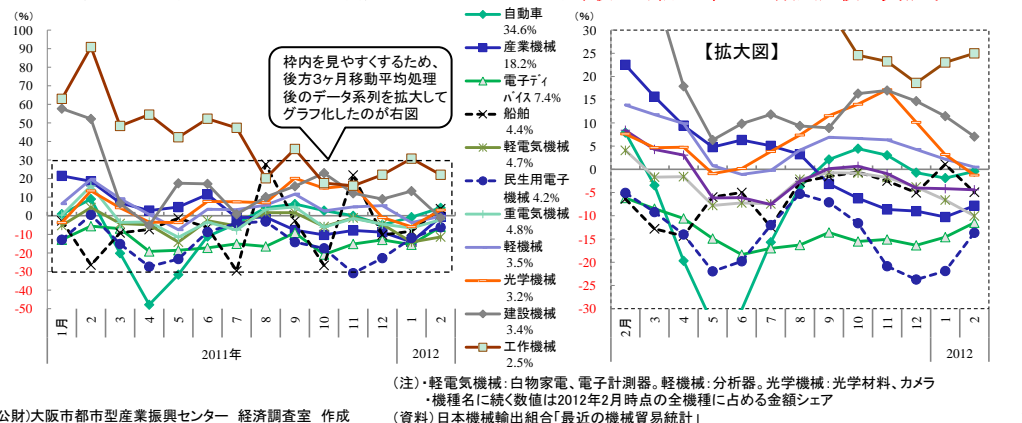 (%)
100
90
80
70
60
50
40
30
20
10
0
-10
-20
-30
-40
-50
枠内を見やすくするため、
後方3ヶ月移動平均処理
後のデータ系列を拡大して
グラフ化したのが右図
1月
2
3
4
5
6
7
8
9
10
11
12
1
2
2011年
2012
自動車
34.6%
産業機械
18.2%
電子ディ
バイス 7.4%
船舶
4.4%
軽電気機械
4.7%
民生用電子
機械 4.2%
重電気機械
4.8%
軽機械
3.5%
光学機械
3.2%
建設機械
3.4%
工作機械
2.5%
(%)
【拡大図】
30
25
20
15
10
5
0
-5
-10
-15
-20
-25
-30
2月
3
4
5
6
7
8
9
10
11
12
1
2
2012
(注)・軽電気機械:白物家電、電子計測器。軽機械:分析器。光学機械:光学材料、カメラ
・機種名に続く数値は2012年2月時点の全機種に占める金額シェア
公財)大阪市都市型産業振興センター 経済調査室 作成
(資料)日本機械輸出組合「最近の機械貿易統計」